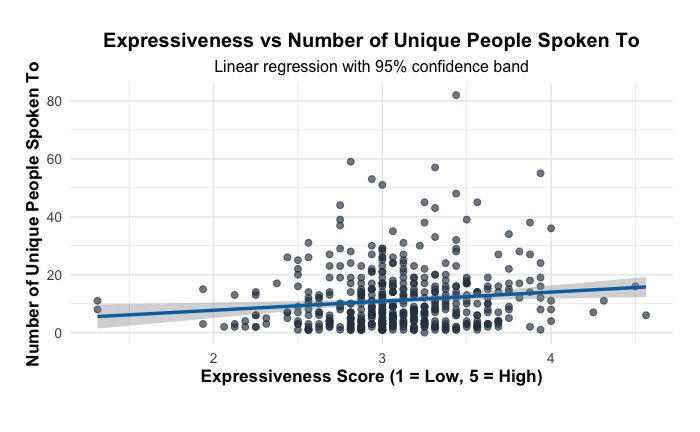 Expressiveness vs Number of Unique People Spoken To
Linear regression with 95% confidence band
Number of Unique People Spoken To
80
60
40
20
0
2
3
4
Expressiveness Score (1 = Low, 5 = High)